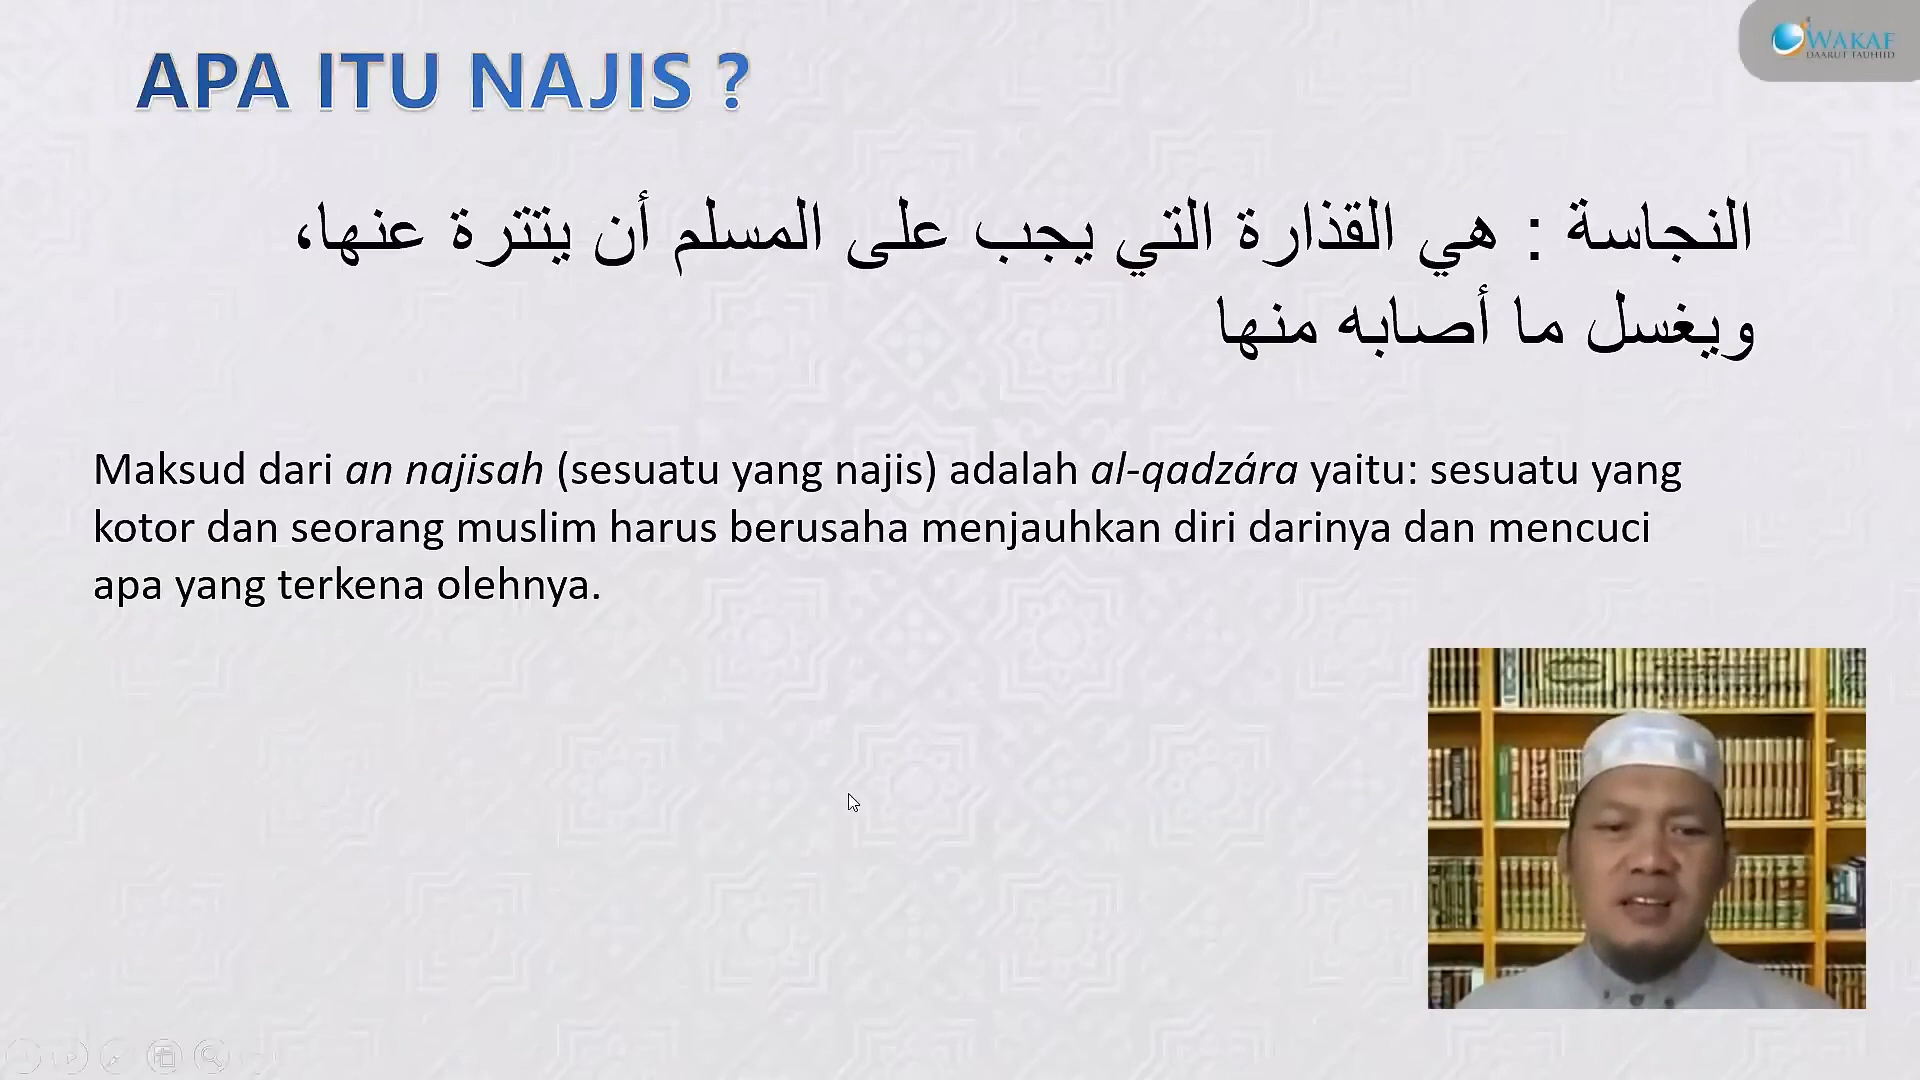 APA ITU NAJIS ?
WAKAF
DAARUT TAUHIID
النجاسة : هي القذارة التي يجب على المسلم أن يتترة عنها،
ويغسل ما أصابه منها
Maksud dari an najisah (sesuatu yang najis) adalah al-qadzára yaitu: sesuatu yang
kotor dan seorang muslim harus berusaha menjauhkan diri darinya dan mencuci
apa yang terkena olehnya.